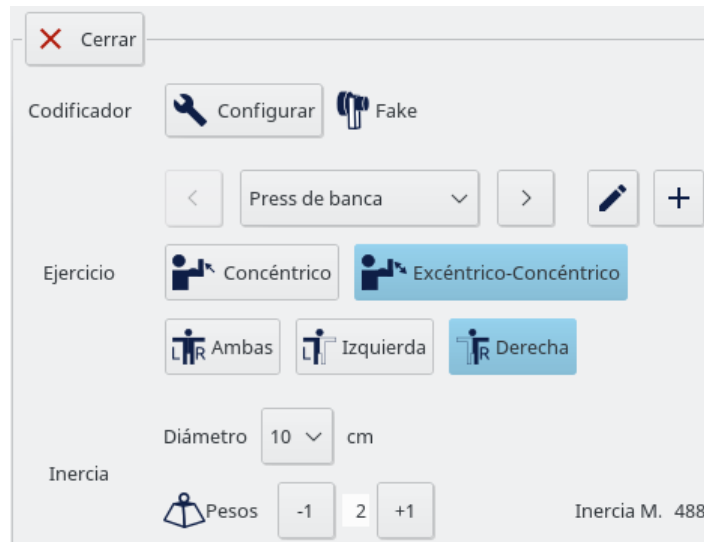 Cerrar
Codificador Configurar Fake
< Press de banca > +
Ejercicio Concéntrico Excéntrico-Concéntrico
L R Ambas L Izquierda R Derecha
Diámetro 10 cm
Inercia
Pesos -1 2 +1 Inercia M. 488